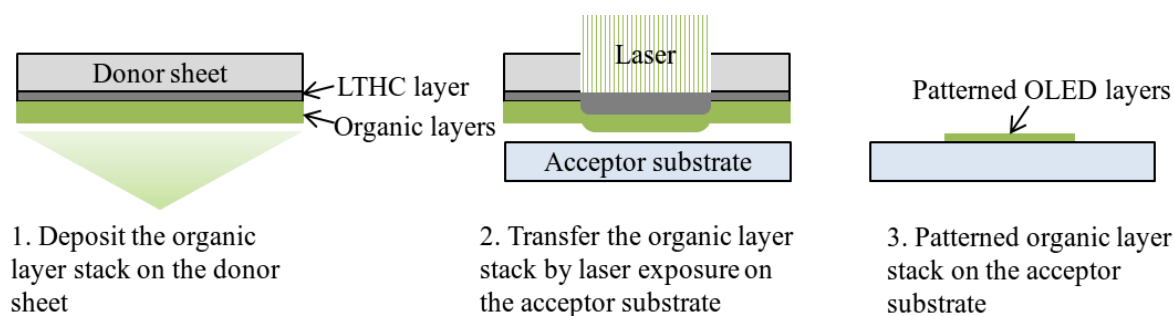 Donor sheet
LTHC layer
Organic layers
1. Deposit the organic
layer stack on the donor
sheet
Laser
Acceptor substrate
2. Transfer the organic layer
stack by laser exposure on
the acceptor substrate
Patterned OLED layers
3. Patterned organic layer
stack on the acceptor
substrate